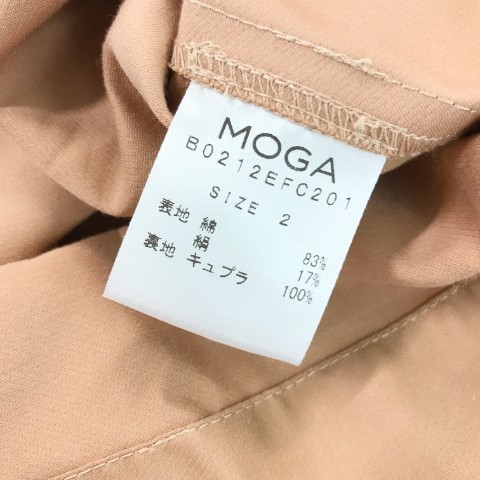 MOGA
B0212EFC201
SIZE 2
表地 綿 83%
絹 17%
裏地 キュプラ 100%